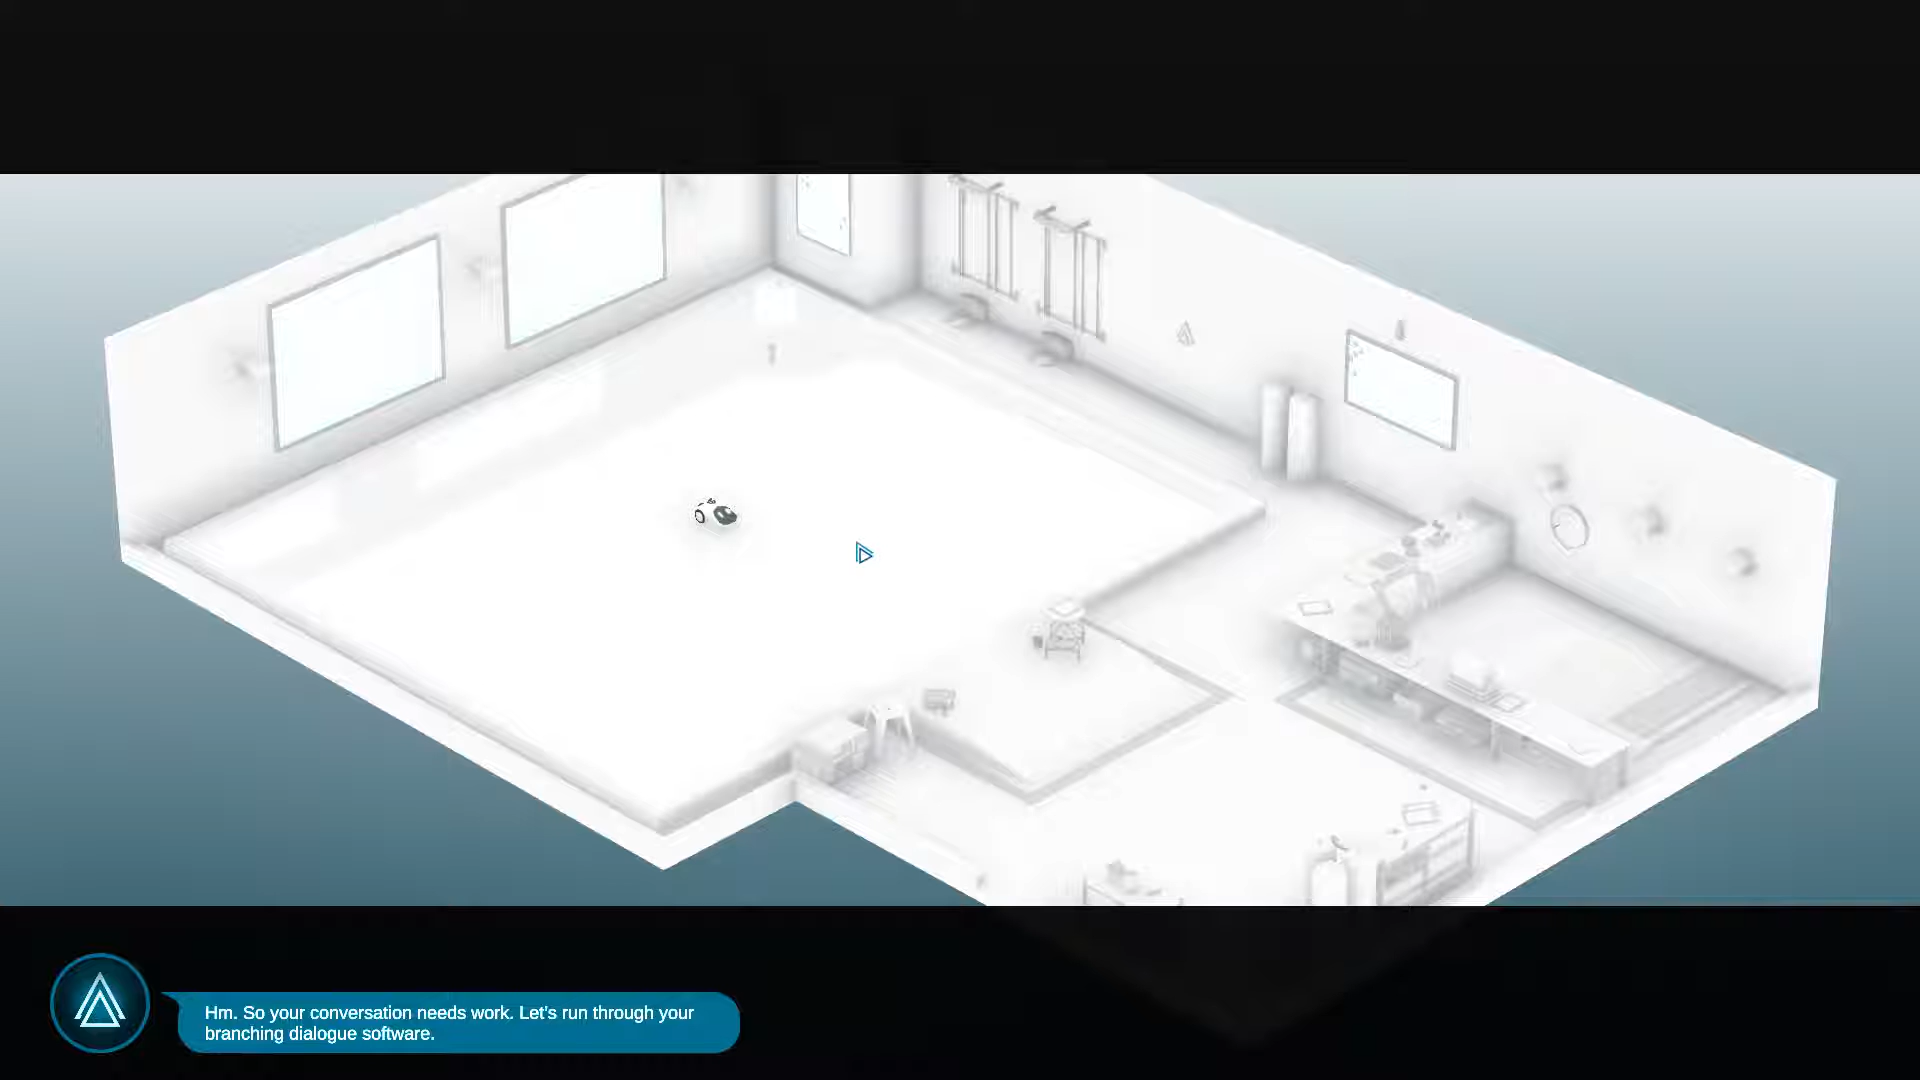 Hm. So your conversation needs work. Let's run through your
branching dialogue software.